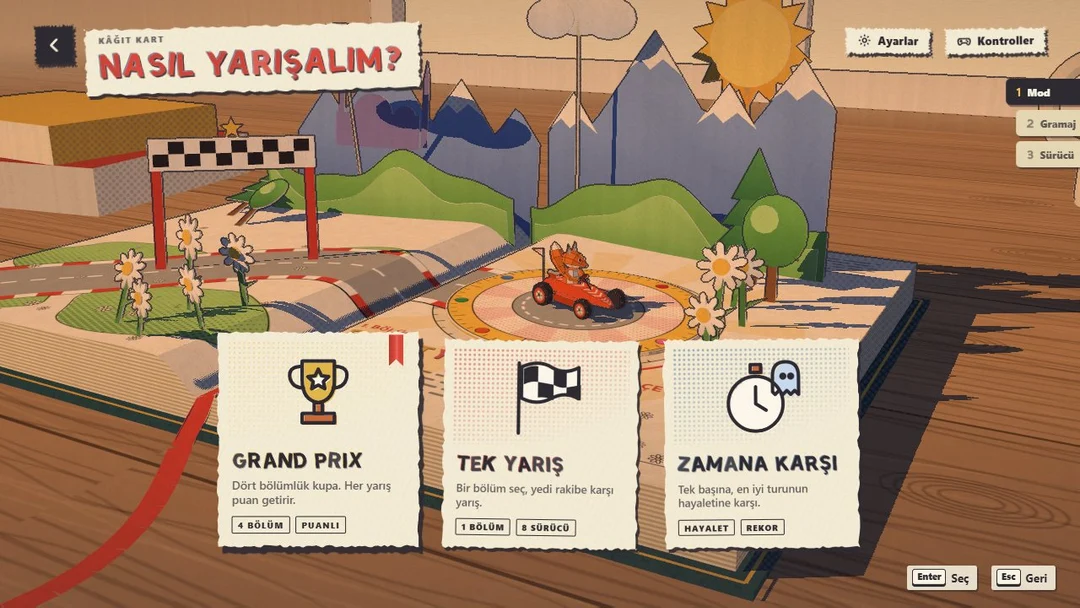 KÂĞIT KART
NASIL YARIŞALIM?
Ayarlar
Kontroller
1 Mod
2 Gramaj
3 Sürücü
GRAND PRIX
Dört bölümlük kupa. Her yarış
puan getirir.
4 BÖLÜM
PUANLI
TEK YARIŞ
Bir bölüm seç, yedi rakibe karşı
yarış.
1 BÖLÜM
8 SÜRÜCÜ
ZAMANA KARŞI
Tek başına, en iyi turunun
hayaletine karşı.
HAYALET
REKOR
Enter Seç
Esc Geri